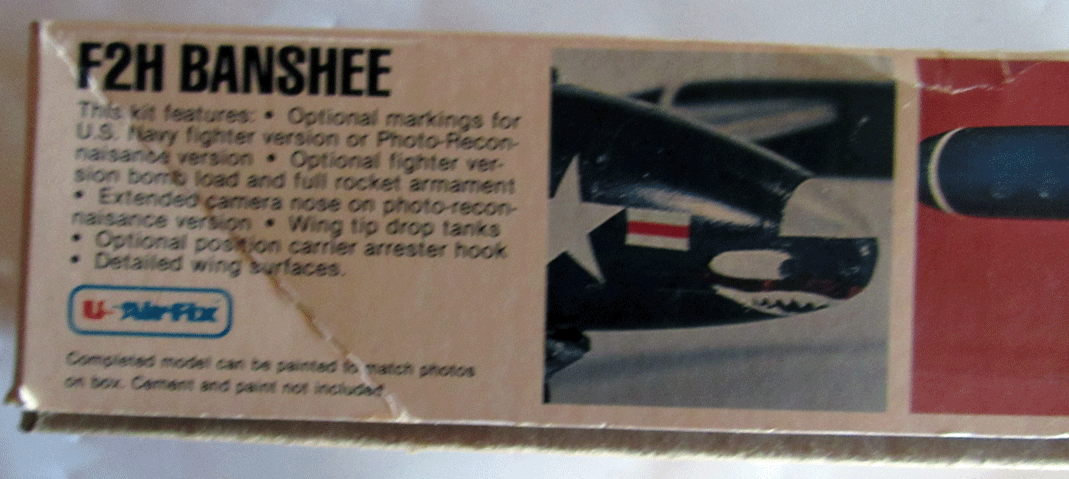 F2H BANSHEE
This kit features: • Optional markings for
U.S. Navy fighter version or Photo-Recon-
naisance version • Optional fighter ver-
sion bomb load and full rocket armament
• Extended camera nose on photo-recon-
naisance version • Wing tip drop tanks
• Optional position carrier arrester hook
• Detailed wing surfaces.
U- AirFix
Completed model can be painted to match photos
on box. Cement and paint not included